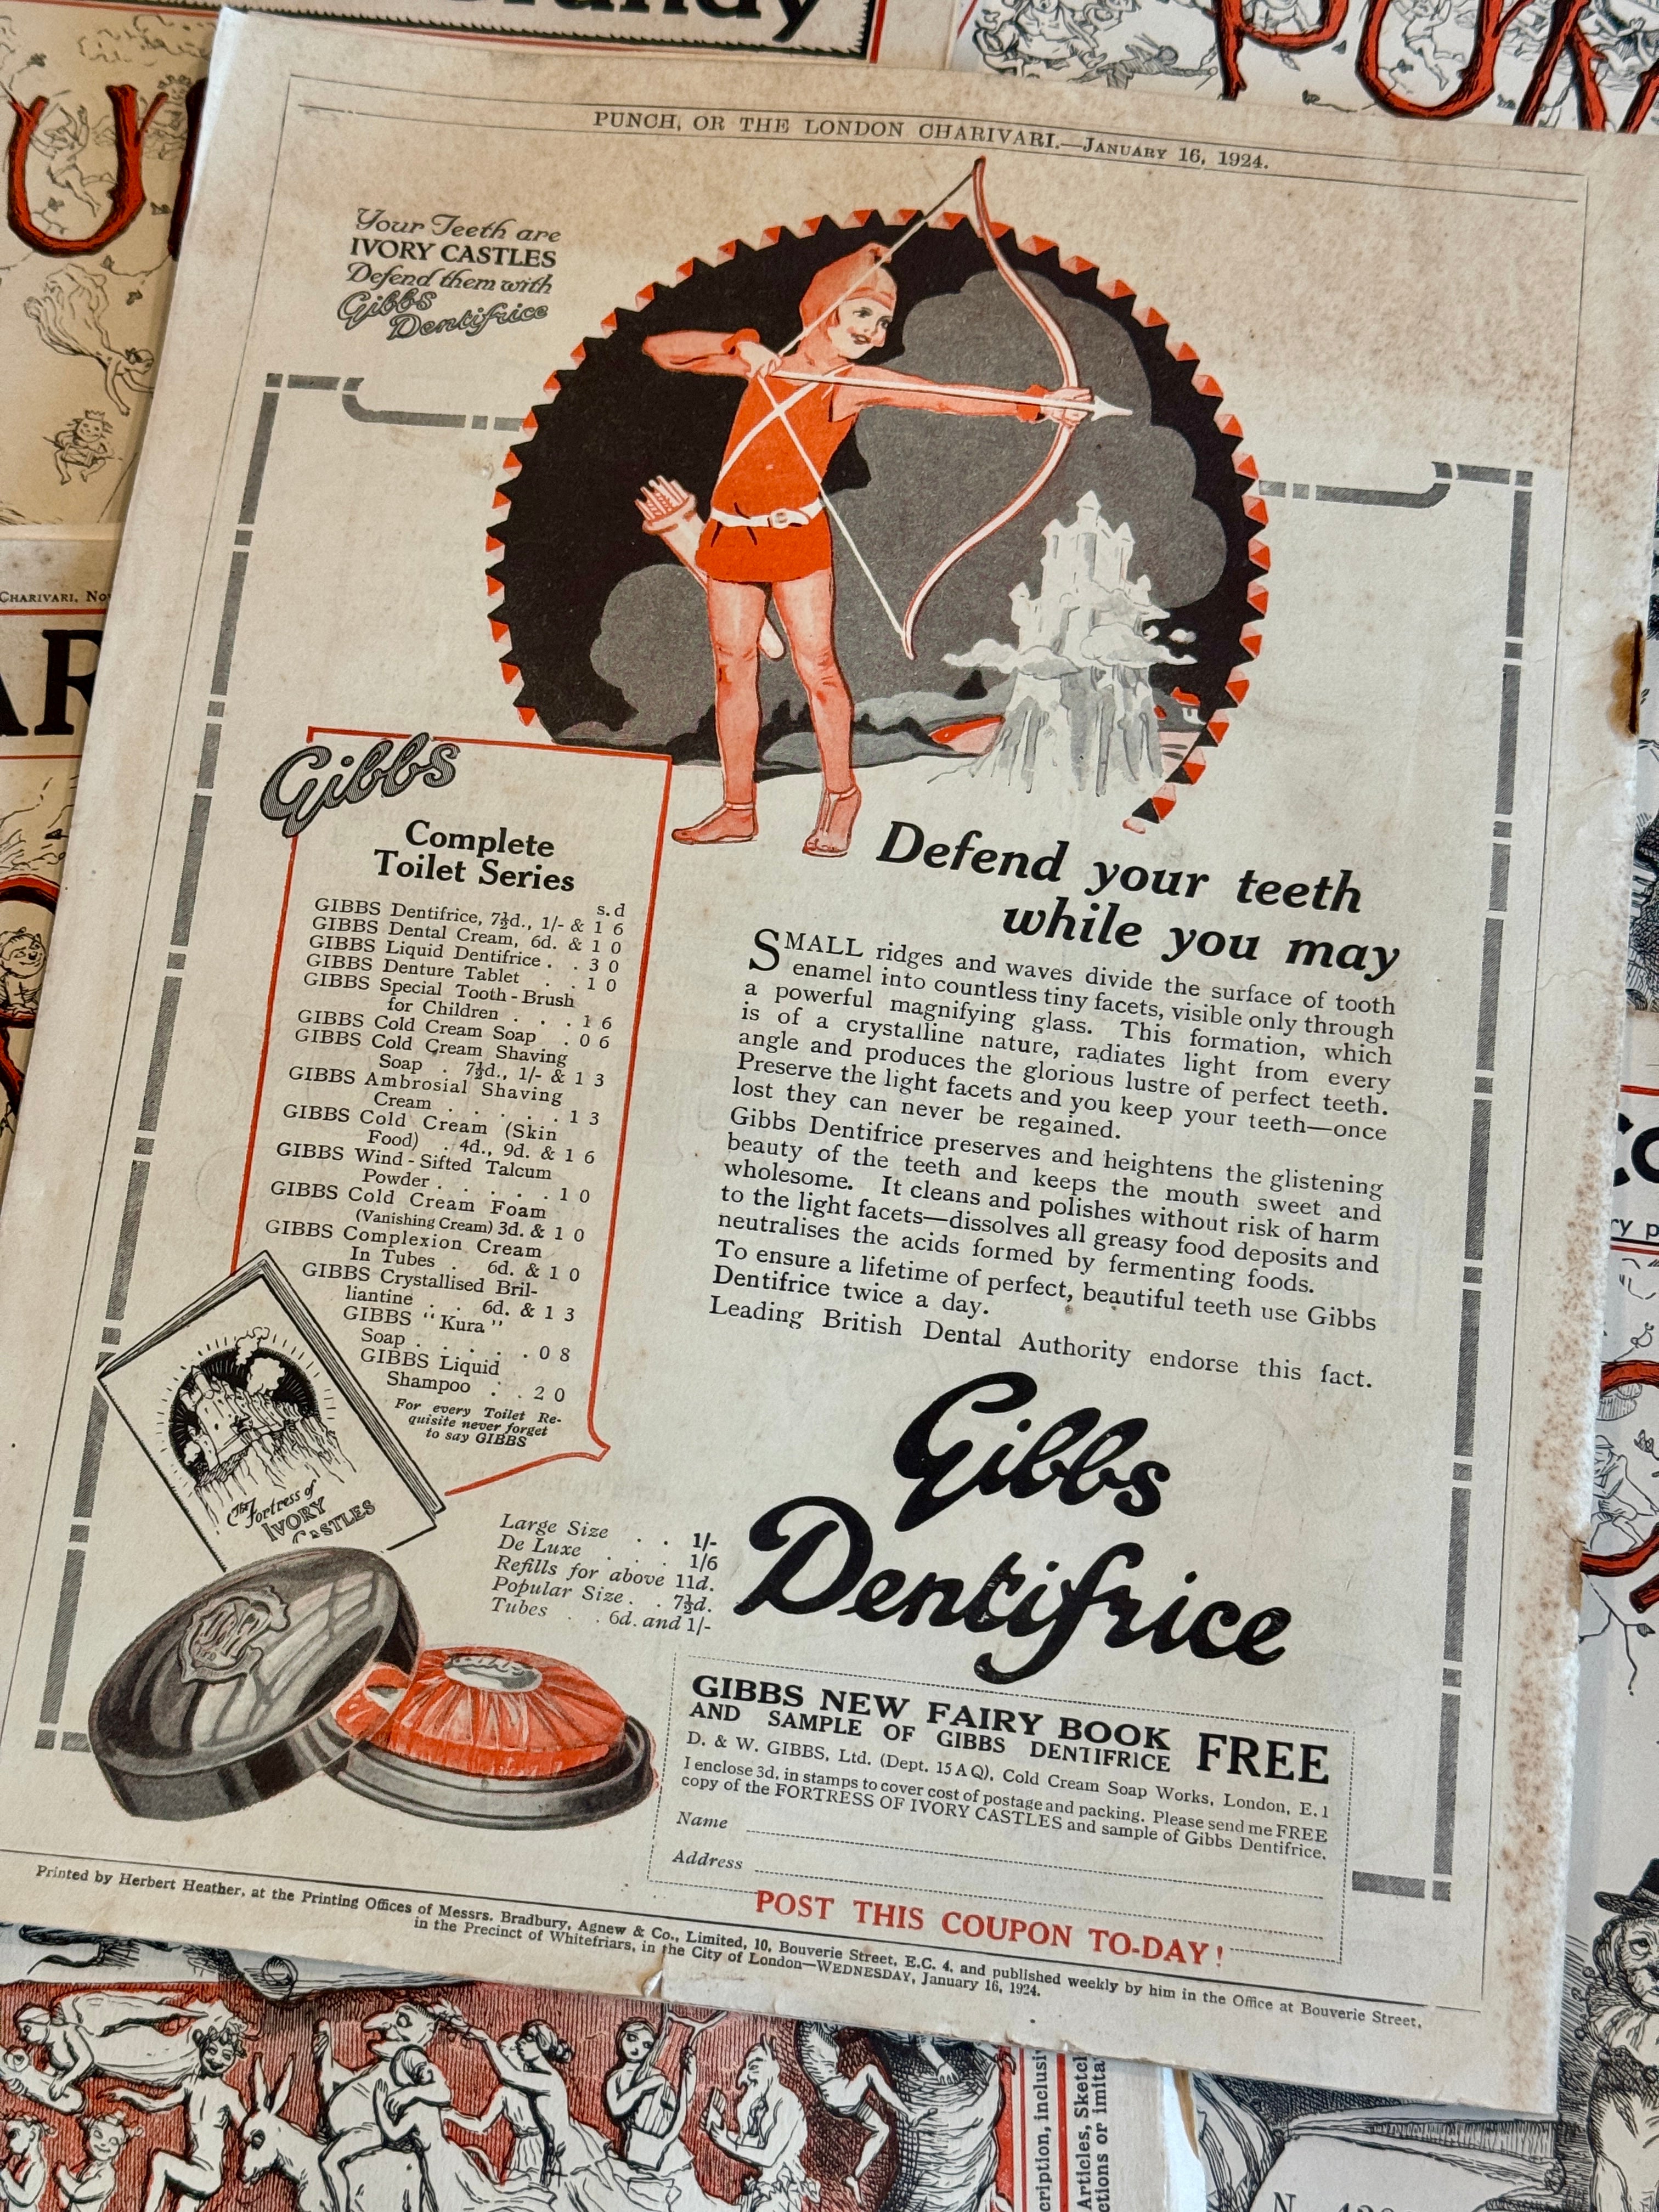 PUNCH, OR THE LONDON CHARIVARI.—JANUARY 16, 1924.
Your Teeth are
IVORY CASTLES
Defend them with
Gibbs
Dentifrice
Gibbs
Complete
Toilet Series
s. d
GIBBS Dentifrice, 7½d., 1/- & 1 6
GIBBS Dental Cream, 6d. & 1 0
GIBBS Liquid Dentifrice . . 3 0
GIBBS Denture Tablet . . 1 0
GIBBS Special Tooth-Brush
for Children . . . 1 6
GIBBS Cold Cream Soap . 0 6
GIBBS Cold Cream Shaving
Soap . 7½d., 1/- & 1 3
GIBBS Ambrosial Shaving
Cream . . . . . . 1 3
GIBBS Cold Cream (Skin
Food) . 4d., 9d. & 1 6
GIBBS Wind-Sifted Talcum
Powder . . . . . . 1 0
GIBBS Cold Cream Foam
(Vanishing Cream) 3d. & 1 0
GIBBS Complexion Cream
In Tubes . 6d. & 1 0
GIBBS Crystallised Bril-
liantine . . 6d. & 1 3
GIBBS "Kura"
Soap . . . . . 0 8
GIBBS Liquid
Shampoo . . 2 0
For every Toilet Re-
quisite never forget
to say GIBBS
The Fortress of
IVORY
CASTLES
Defend your teeth
while you may
SMALL ridges and waves divide the surface of tooth
enamel into countless tiny facets, visible only through
a powerful magnifying glass. This formation, which
is of a crystalline nature, radiates light from every
angle and produces the glorious lustre of perfect teeth.
Preserve the light facets and you keep your teeth—once
lost they can never be regained.
Gibbs Dentifrice preserves and heightens the glistening
beauty of the teeth and keeps the mouth sweet and
wholesome. It cleans and polishes without risk of harm
to the light facets—dissolves all greasy food deposits and
neutralises the acids formed by fermenting foods.
To ensure a lifetime of perfect, beautiful teeth use Gibbs
Dentifrice twice a day.
Leading British Dental Authority endorse this fact.
Gibbs
Dentifrice
Large Size . . 1/-
De Luxe . . . 1/6
Refills for above 11d.
Popular Size . . 7½d.
Tubes . . 6d. and 1/-
GIBBS NEW FAIRY BOOK FREE
AND SAMPLE OF GIBBS DENTIFRICE
D. & W. GIBBS, Ltd. (Dept. 15 A Q), Cold Cream Soap Works, London, E. 1
I enclose 3d. in stamps to cover cost of postage and packing. Please send me FREE
copy of the FORTRESS OF IVORY CASTLES and sample of Gibbs Dentifrice.
Name
Address
POST THIS COUPON TO-DAY!
Printed by Herbert Heather, at the Printing Offices of Messrs. Bradbury, Agnew & Co., Limited, 10, Bouverie Street, E.C. 4, and published weekly by him in the Office at Bouverie Street,
in the Precinct of Whitefriars, in the City of London—WEDNESDAY, January 16, 1924.
CHARIVARI, No
cription, inclusi
Articles, Sketch
ctions or imita